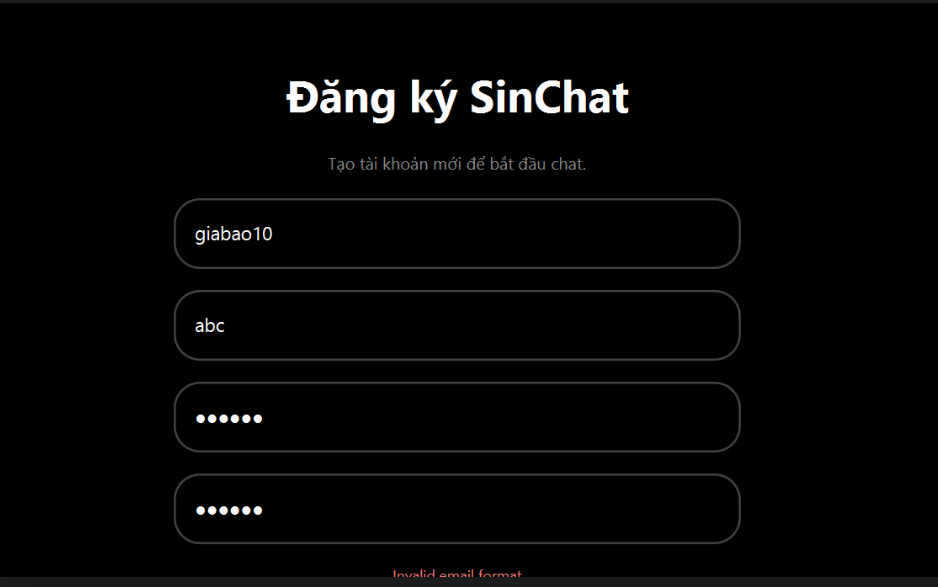 Đăng ký SinChat
Tạo tài khoản mới để bắt đầu chat.
giabao10
abc
••••••
••••••
Invalid email format